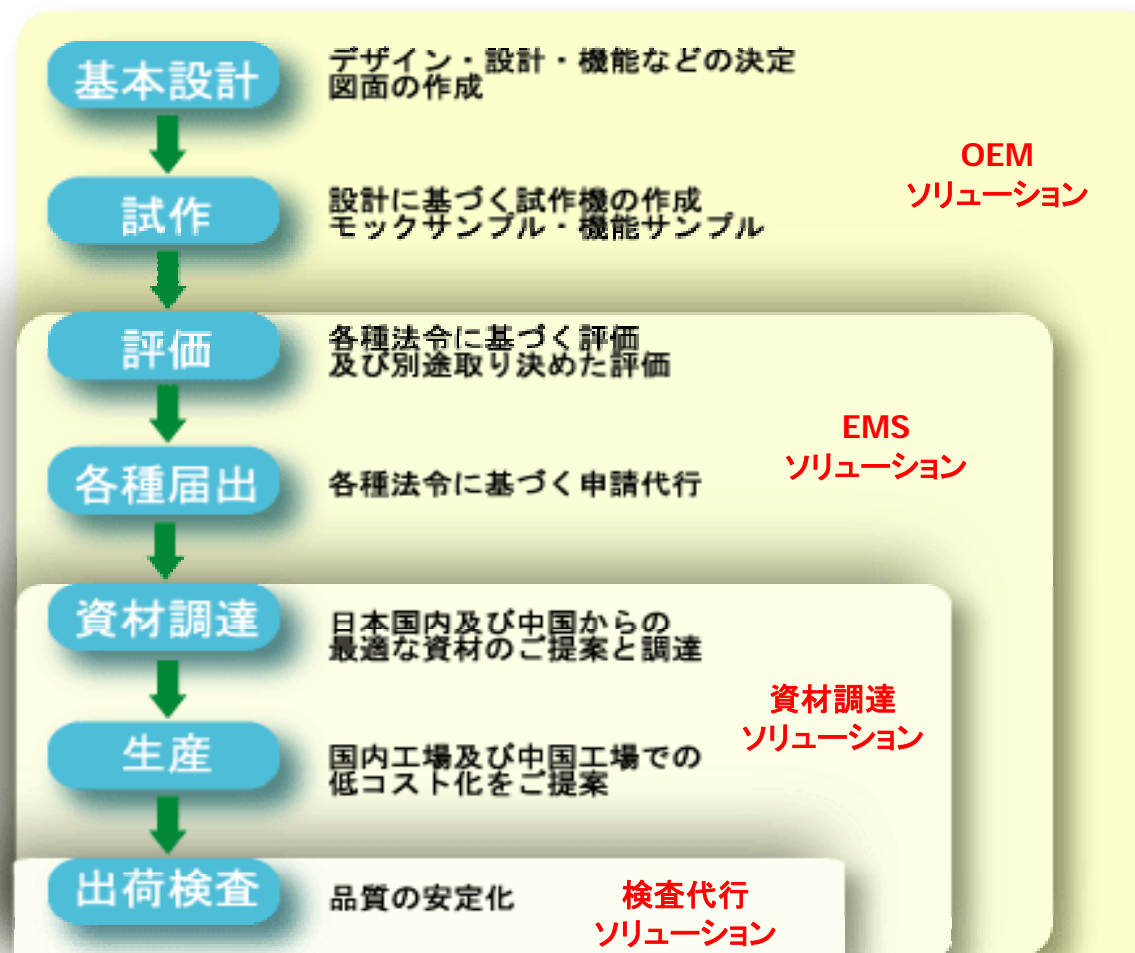 基本設計
デザイン・設計・機能などの決定
図面の作成
OEM
ソリューション
試作
設計に基づく試作機の作成
モックサンプル・機能サンプル
評価
各種法令に基づく評価
及び別途取り決めた評価
EMS
ソリューション
各種届出
各種法令に基づく申請代行
資材調達
日本国内及び中国からの
最適な資材のご提案と調達
資材調達
ソリューション
生産
国内工場及び中国工場での
低コスト化をご提案
出荷検査
品質の安定化
検査代行
ソリューション